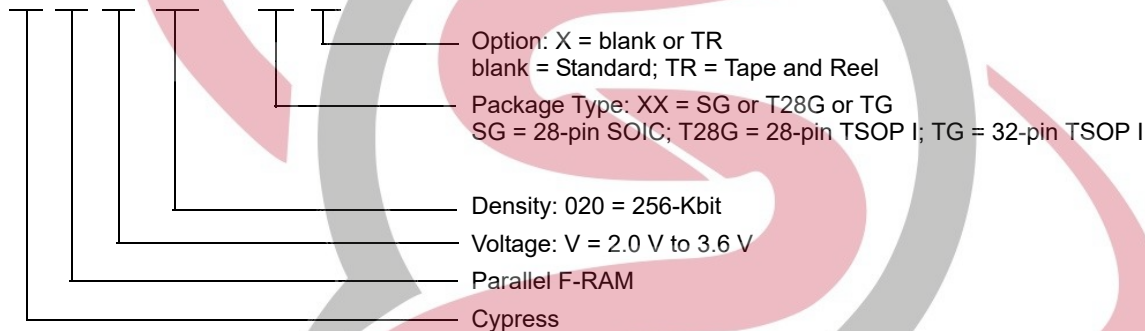 Option: X = blank or TR
blank = Standard; TR = Tape and Reel
Package Type: XX = SG or T28G or TG
SG = 28-pin SOIC; T28G = 28-pin TSOP I; TG = 32-pin TSOP I
Density: 020 = 256-Kbit
Voltage: V = 2.0 V to 3.6 V
Parallel F-RAM
Cypress